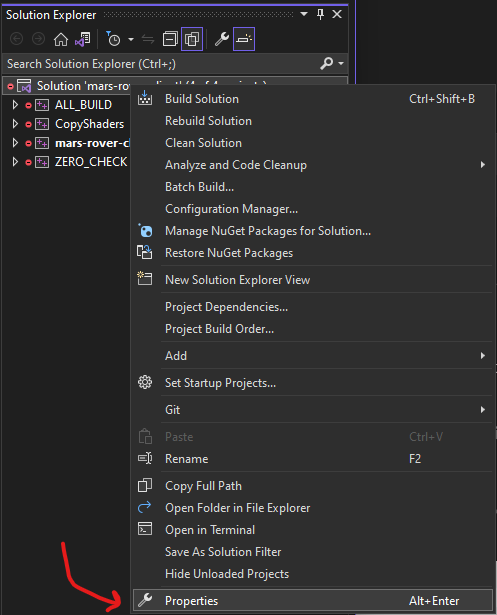 Solution Explorer
Search Solution Explorer (Ctrl+;)
Solution 'mars-rov
ALL_BUILD
CopyShaders
mars-rover-c
ZERO_CHECK
Build Solution Ctrl+Shift+B
Rebuild Solution
Clean Solution
Analyze and Code Cleanup
Batch Build...
Configuration Manager...
Manage NuGet Packages for Solution...
Restore NuGet Packages
New Solution Explorer View
Project Dependencies...
Project Build Order...
Add
Set Startup Projects...
Git
Paste Ctrl+V
Rename F2
Copy Full Path
Open Folder in File Explorer
Open in Terminal
Save As Solution Filter
Hide Unloaded Projects
Properties Alt+Enter